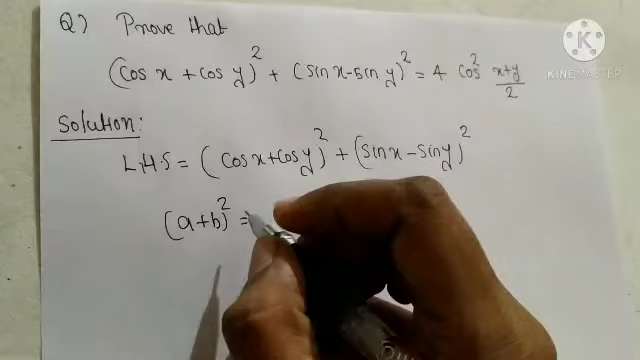 Q) Prove that
(Cos x + cos y)² + (sin x - sin y)² = 4 Cos² x+y/2
Solution:
L.H.S = (Cos x + Cos y)² + (sin x - sin y)²
(a+b)² =
KINEMASTER